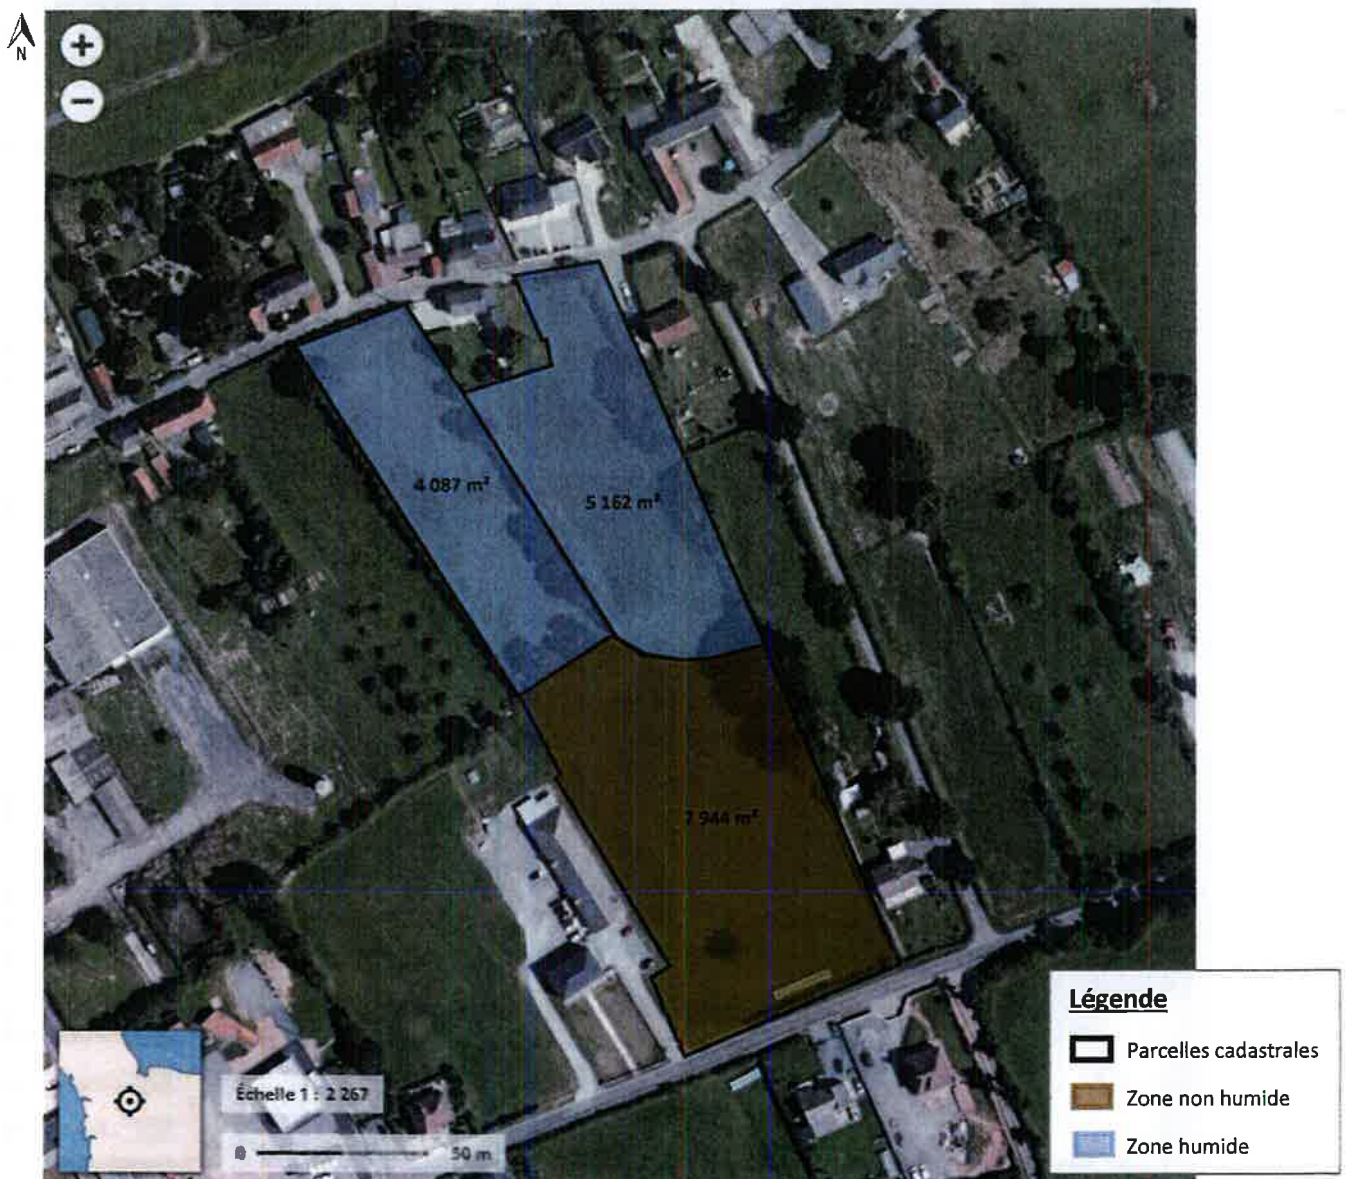 N
+
−
4 087 m²
5 162 m²
7 944 m²
Échelle 1 : 2 267
0 50 m
Légende
Parcelles cadastrales
Zone non humide
Zone humide